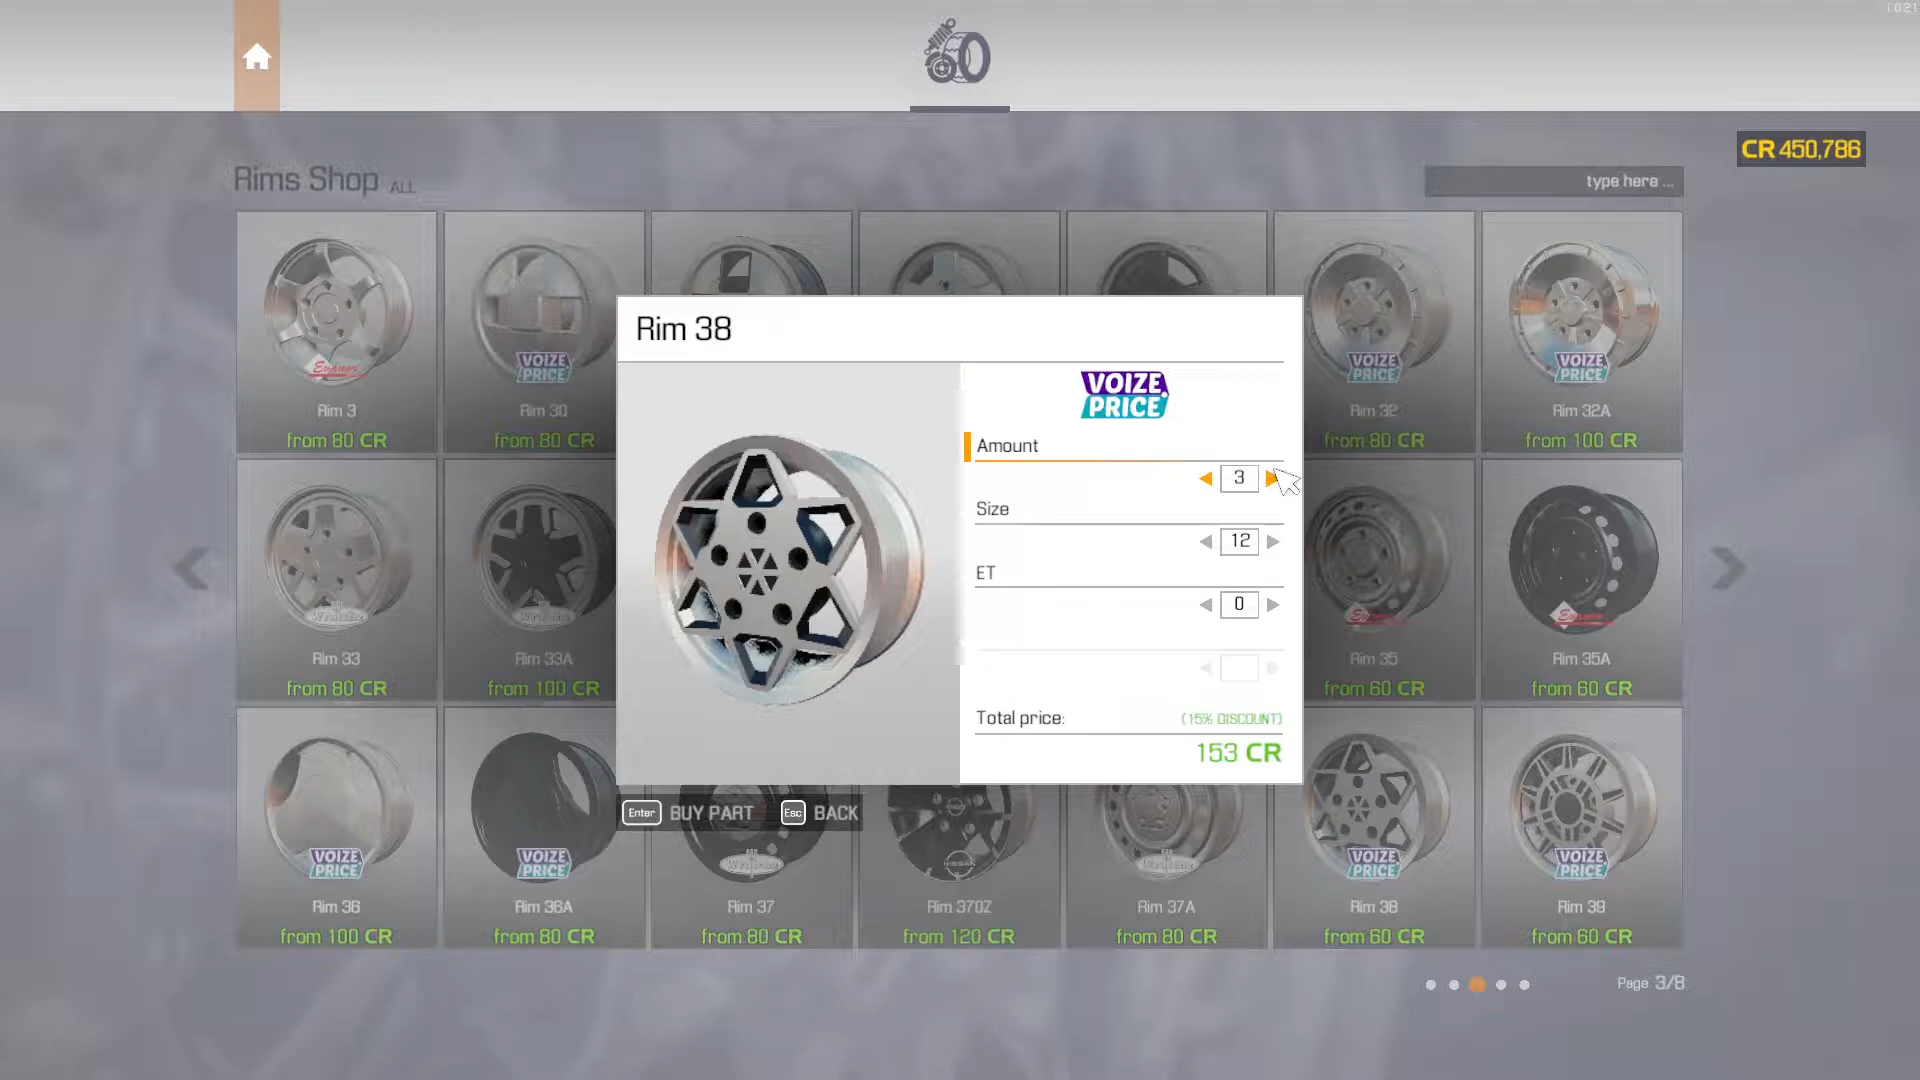 10:21
CR 450,786
Rims Shop ALL
type here ...
Rim 3
from 80 CR
VOIZE
PRICE
Rim 30
from 80 CR
VOIZE
PRICE
Rim 32
from 80 CR
VOIZE
PRICE
Rim 32A
from 100 CR
Rim 38
VOIZE
PRICE
Amount
3
Size
12
ET
0
Total price:
(15% DISCOUNT)
153 CR
Enter BUY PART Esc BACK
Rim 33
from 80 CR
Rim 33A
from 100 CR
Rim 35
from 60 CR
Rim 35A
from 60 CR
VOIZE
PRICE
Rim 36
from 100 CR
VOIZE
PRICE
Rim 36A
from 80 CR
Rim 37
from 80 CR
NISSAN
Rim 370Z
from 120 CR
Rim 37A
from 80 CR
VOIZE
PRICE
Rim 38
from 60 CR
VOIZE
PRICE
Rim 39
from 60 CR
Page 3/8